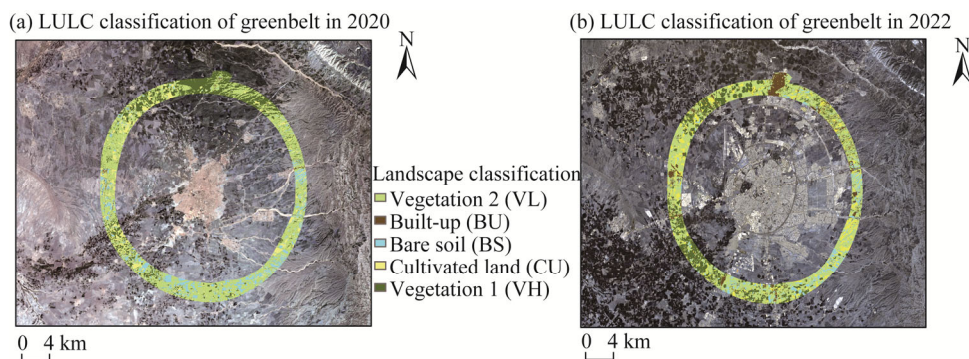 (a) LULC classification of greenbelt in 2020
(b) LULC classification of greenbelt in 2022
N
N
Landscape classification
Vegetation 2 (VL)
Built-up (BU)
Bare soil (BS)
Cultivated land (CU)
Vegetation 1 (VH)
0 4 km
0 4 km